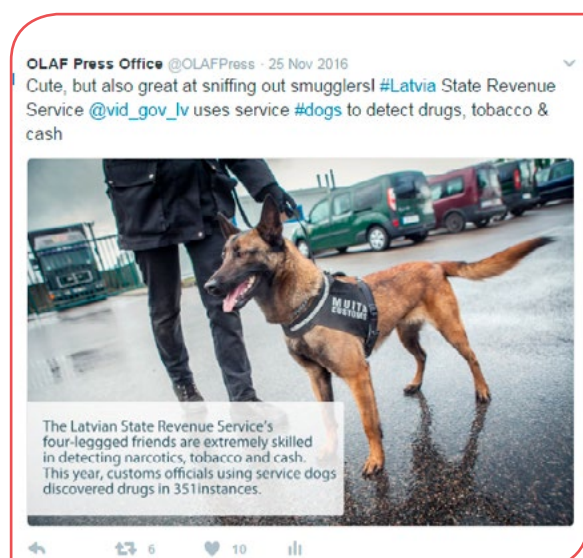 OLAF Press Office @OLAFPress · 25 Nov 2016
Cute, but also great at sniffing out smugglers! #Latvia State Revenue
Service @vid_gov_lv uses service #dogs to detect drugs, tobacco &
cash
MUITA
CUSTOMS
The Latvian State Revenue Service's
four-leggged friends are extremely skilled
in detecting narcotics, tobacco and cash.
This year, customs officials using service dogs
discovered drugs in 351instances.
6 10